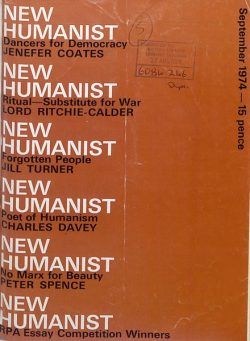 NEW
HUMANIST
Dancers for Democracy
JENEFER COATES
NEW
HUMANIST
Ritual—Substitute for War
LORD RITCHIE-CALDER
NEW
HUMANIST
Forgotten People
JILL TURNER
NEW
HUMANIST
Poet of Humanism
CHARLES DAVEY
NEW
HUMANIST
No Marx for Beauty
PETER SPENCE
NEW
HUMANIST
RPA Essay Competition Winners
September 1974—15 pence